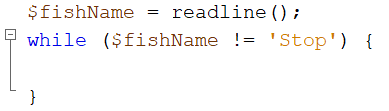 $fishName = readline();
while ($fishName != 'Stop') {
}